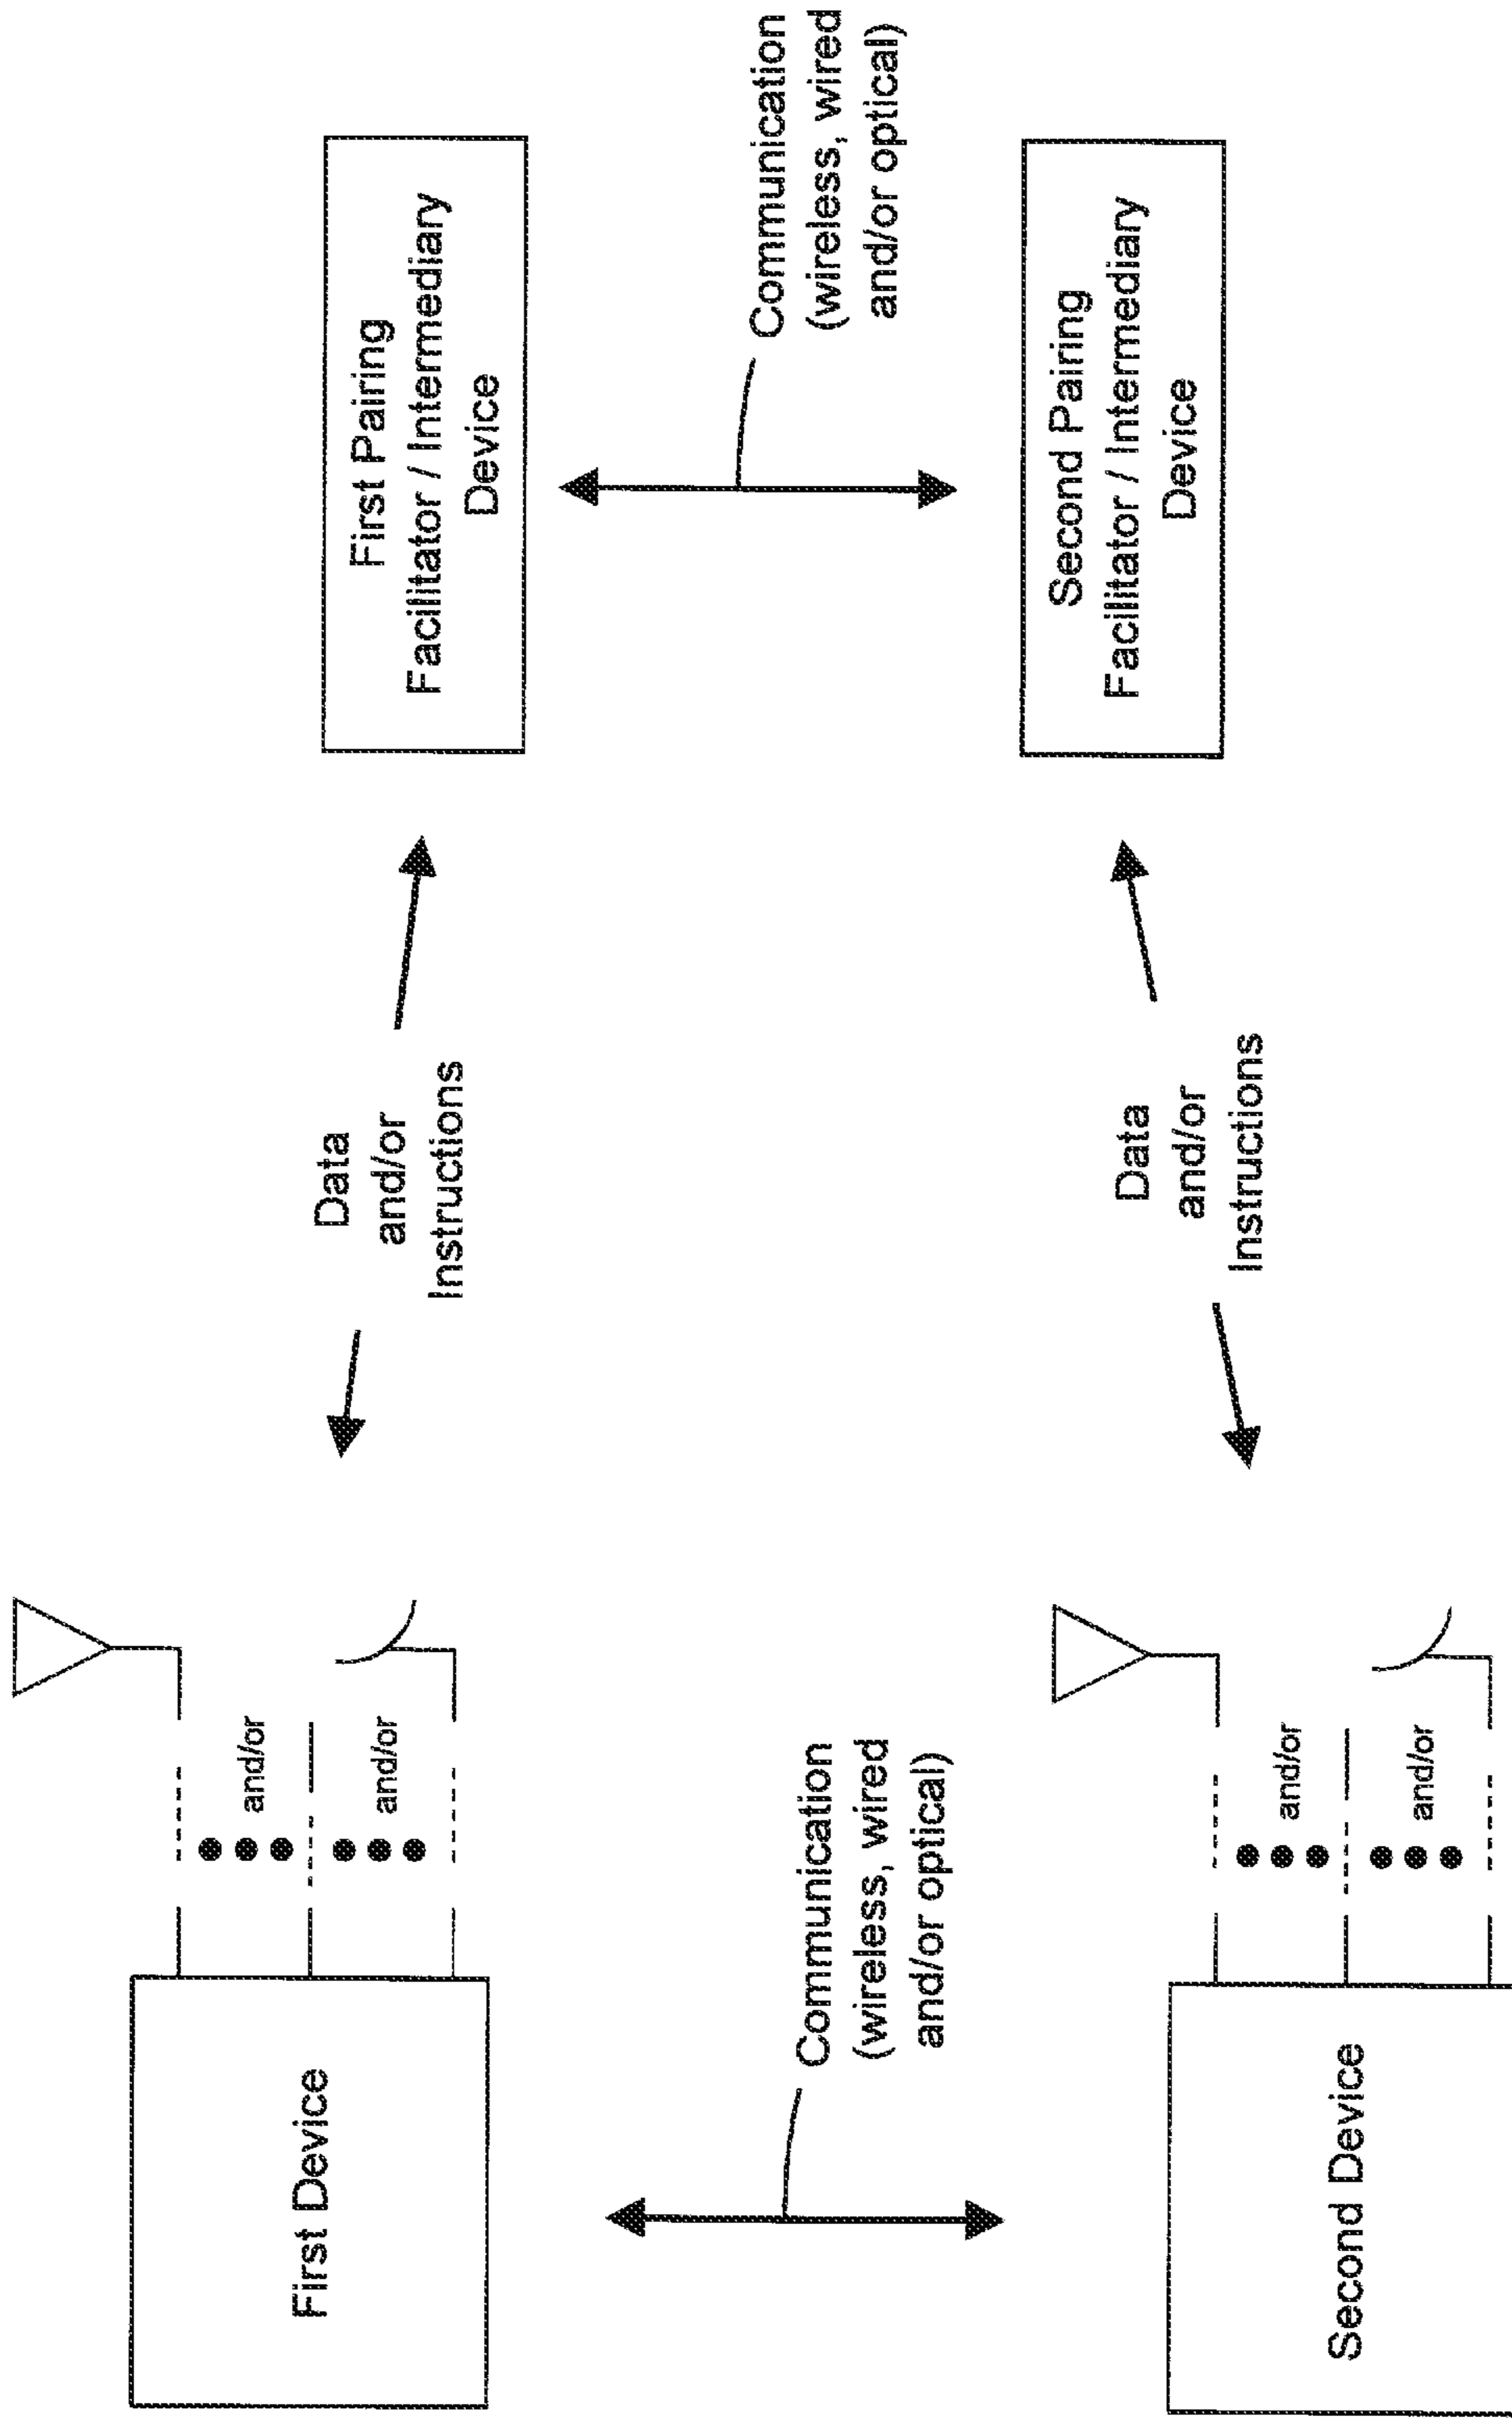 First Device
and/or
and/or
Data
and/or
Instructions
First Pairing
Facilitator / Intermediary
Device
Communication
(wireless, wired
and/or optical)
Communication
(wireless, wired
and/or optical)
Second Device
and/or
and/or
Data
and/or
Instructions
Second Pairing
Facilitator / Intermediary
Device